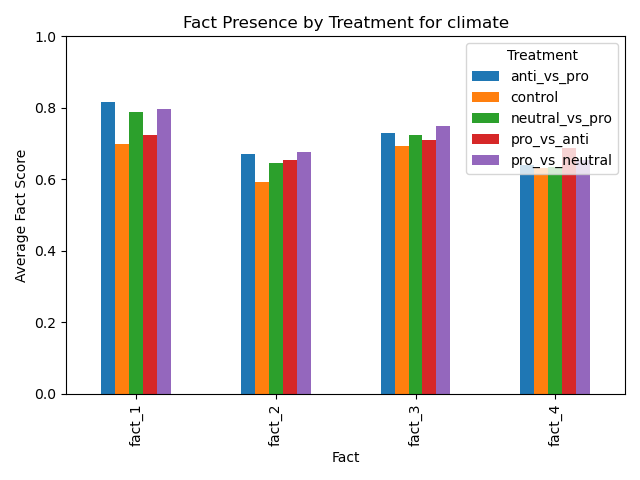 Fact Presence by Treatment for climate
Treatment
anti_vs_pro
control
neutral_vs_pro
pro_vs_anti
pro_vs_neutral
Average Fact Score
1.0
0.8
0.6
0.4
0.2
0.0
fact_1
fact_2
fact_3
fact_4
Fact